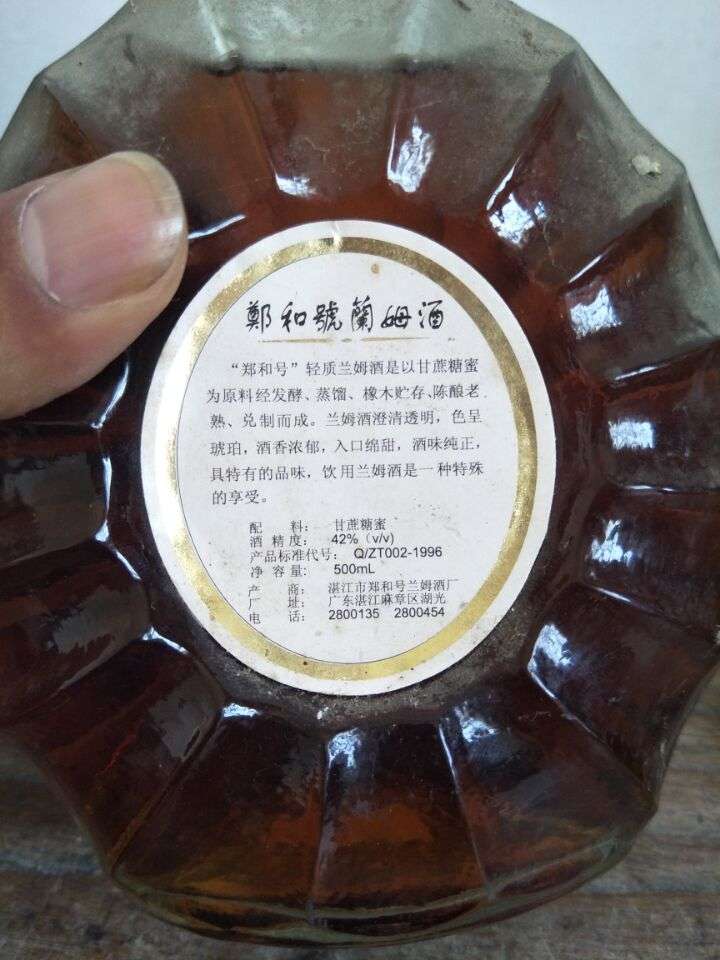 鄭和號蘭姆酒
“郑和号”轻质兰姆酒是以甘蔗糖蜜
为原料经发酵、蒸馏、橡木贮存、陈酿老
熟、兑制而成。兰姆酒澄清透明，色呈
琥珀，酒香浓郁，入口绵甜，酒味纯正，
具特有的品味，饮用兰姆酒是一种特殊
的享受。
配 料： 甘蔗糖蜜
酒 精 度： 42%（v/v）
产品标准代号： Q/ZT002-1996
净 容 量： 500mL
产 商： 湛江市郑和号兰姆酒厂
厂 址： 广东湛江麻章区湖光
电 话： 2800135 2800454